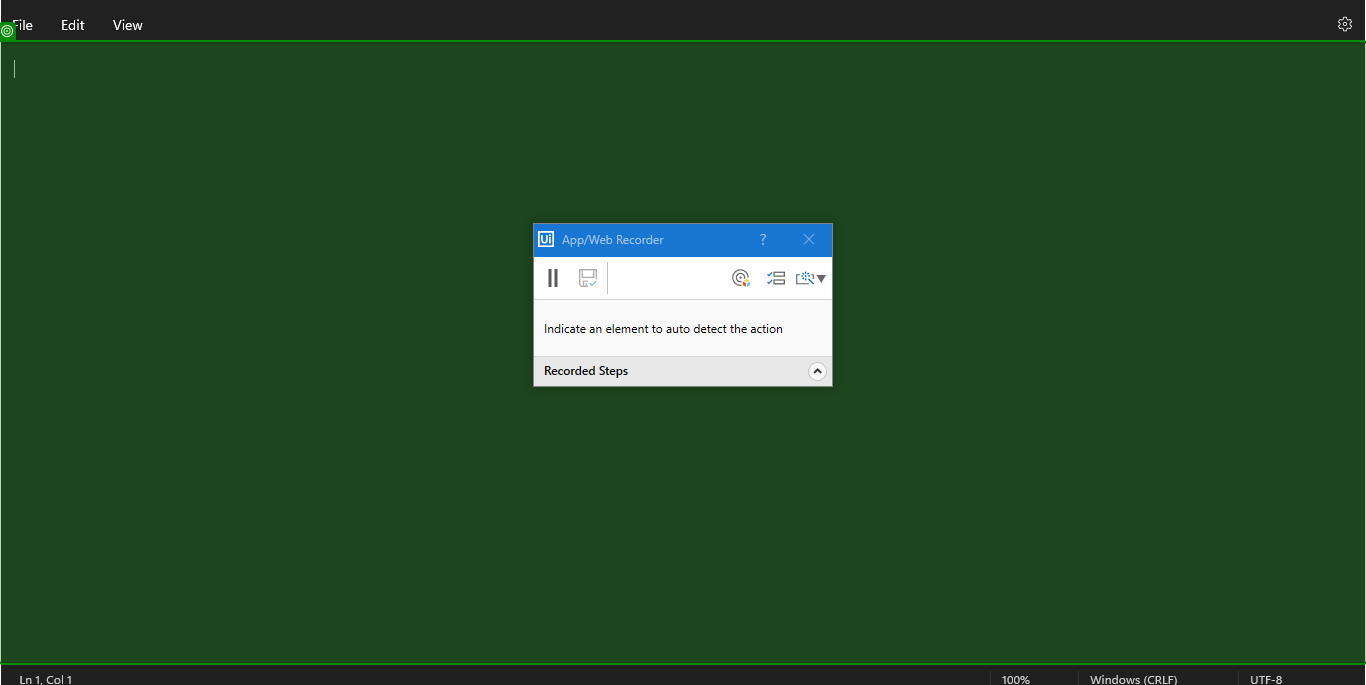 File Edit View
Ui App/Web Recorder ?
Indicate an element to auto detect the action
Recorded Steps
Ln 1, Col 1 100% Windows (CRLF) UTF-8